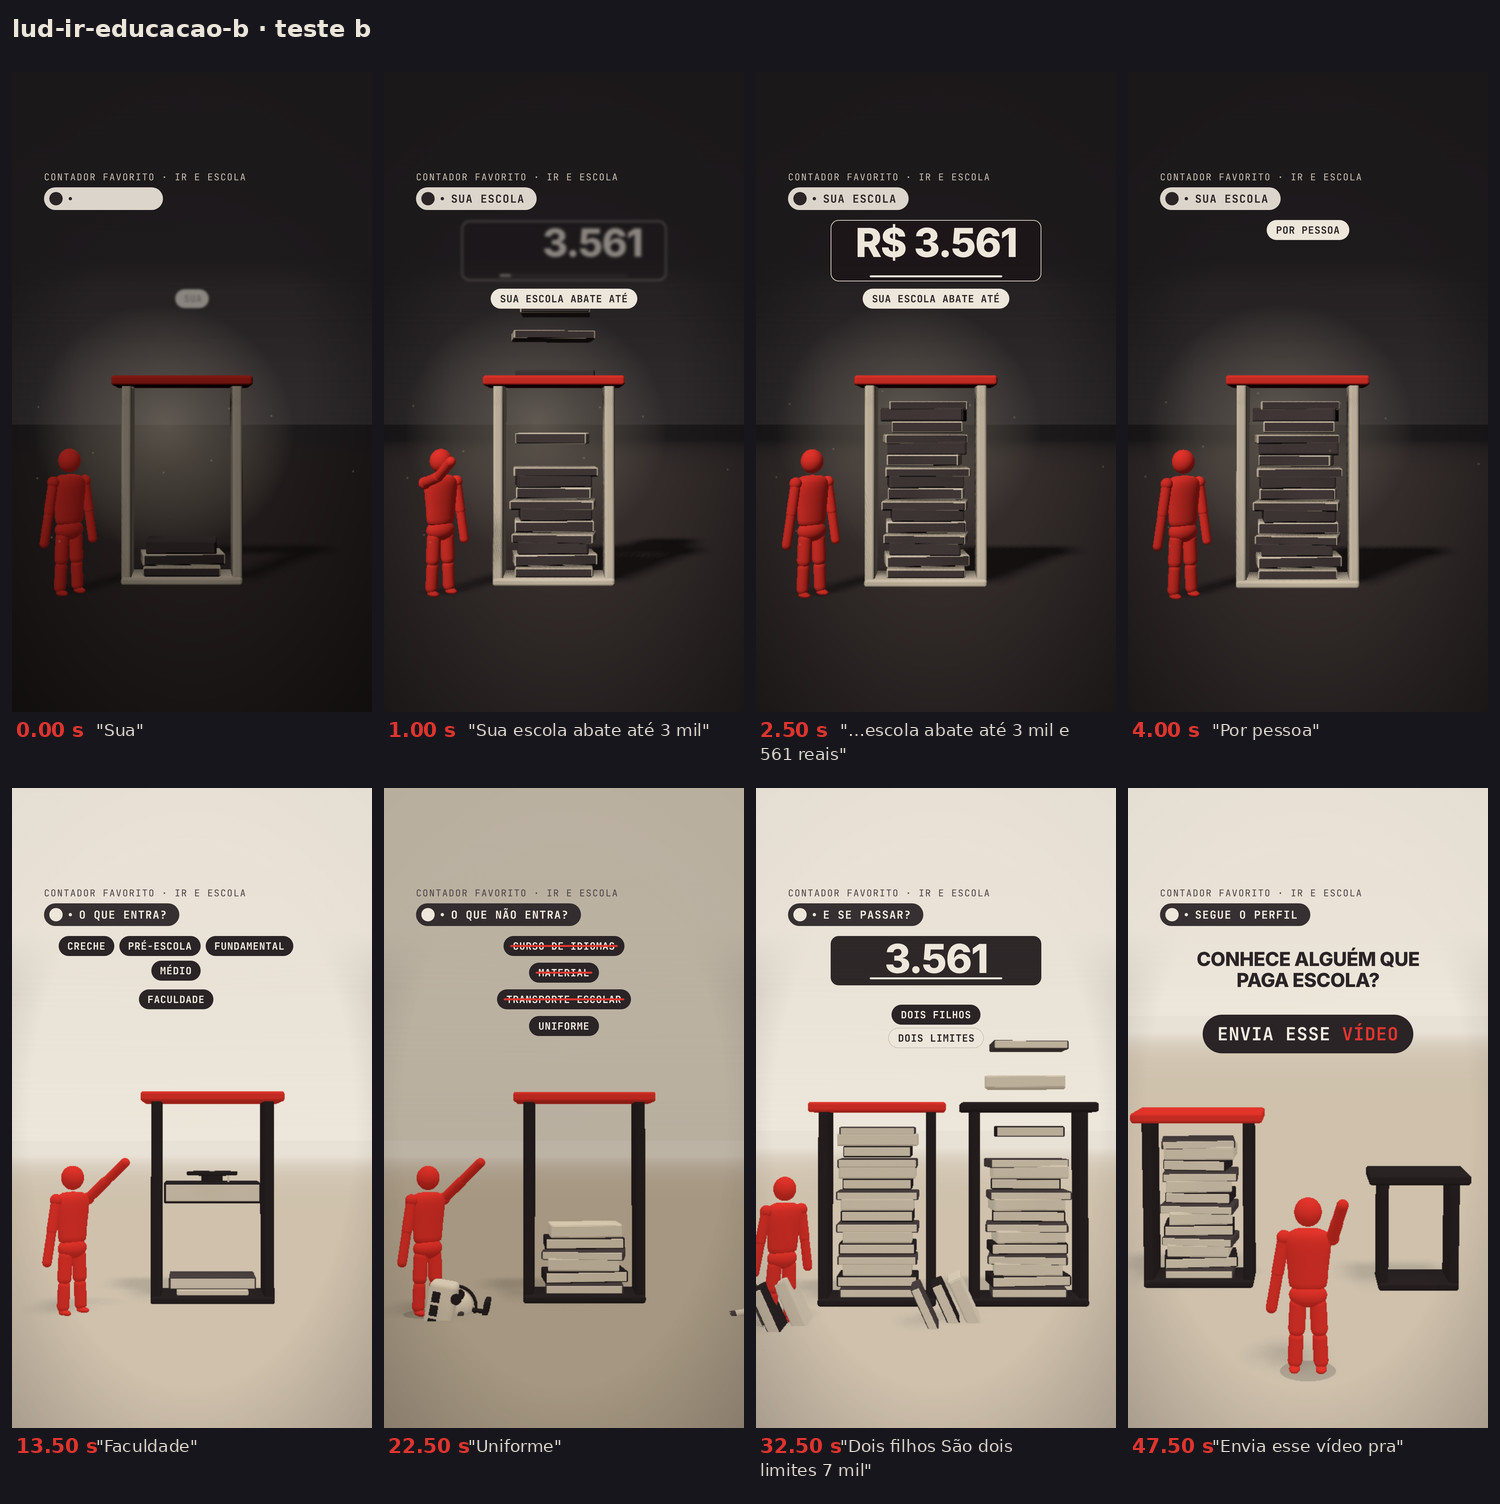 lud-ir-educacao-b · teste b
CONTADOR FAVORITO · IR E ESCOLA
SUA
0.00 s "Sua"
CONTADOR FAVORITO · IR E ESCOLA
• SUA ESCOLA
3.561
SUA ESCOLA ABATE ATÉ
1.00 s "Sua escola abate até 3 mil"
CONTADOR FAVORITO · IR E ESCOLA
• SUA ESCOLA
R$ 3.561
SUA ESCOLA ABATE ATÉ
2.50 s "...escola abate até 3 mil e
561 reais"
CONTADOR FAVORITO · IR E ESCOLA
• SUA ESCOLA
POR PESSOA
4.00 s "Por pessoa"
CONTADOR FAVORITO · IR E ESCOLA
• O QUE ENTRA?
CRECHE PRÉ-ESCOLA FUNDAMENTAL
MÉDIO
FACULDADE
13.50 s "Faculdade"
CONTADOR FAVORITO · IR E ESCOLA
• O QUE NÃO ENTRA?
CURSO DE IDIOMAS
MATERIAL
TRANSPORTE ESCOLAR
UNIFORME
22.50 s "Uniforme"
CONTADOR FAVORITO · IR E ESCOLA
• E SE PASSAR?
3.561
DOIS FILHOS
DOIS LIMITES
32.50 s "Dois filhos São dois
limites 7 mil"
CONTADOR FAVORITO · IR E ESCOLA
• SEGUE O PERFIL
CONHECE ALGUÉM QUE
PAGA ESCOLA?
ENVIA ESSE VÍDEO
47.50 s "Envia esse vídeo pra"